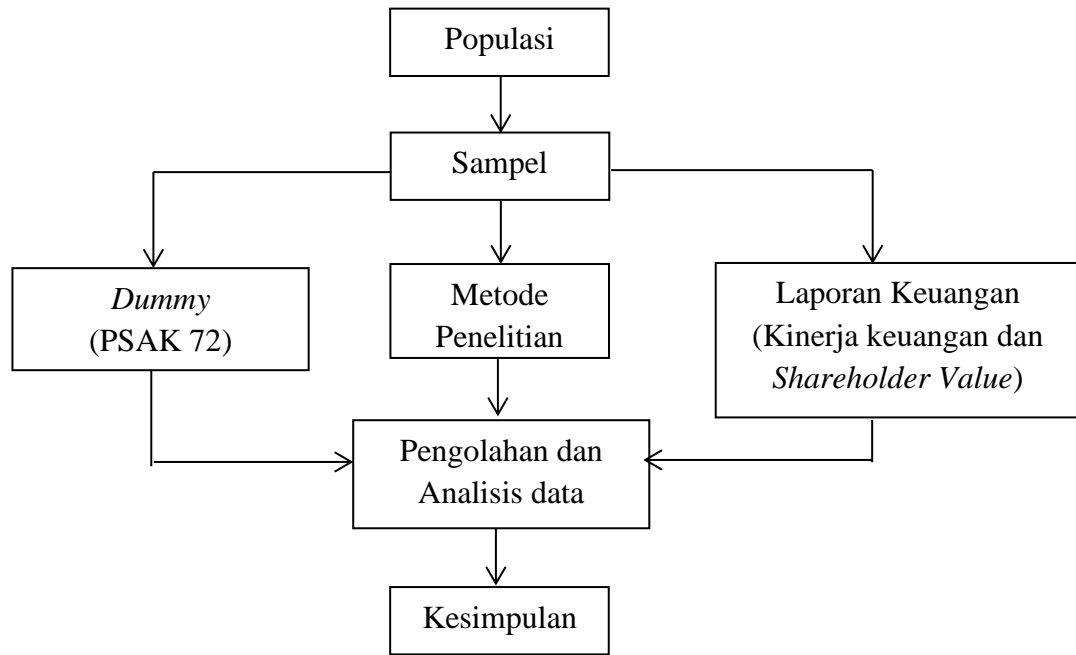 Populasi
Sampel
Dummy
(PSAK 72)
Metode
Penelitian
Laporan Keuangan
(Kinerja keuangan dan
Shareholder Value)
Pengolahan dan
Analisis data
Kesimpulan